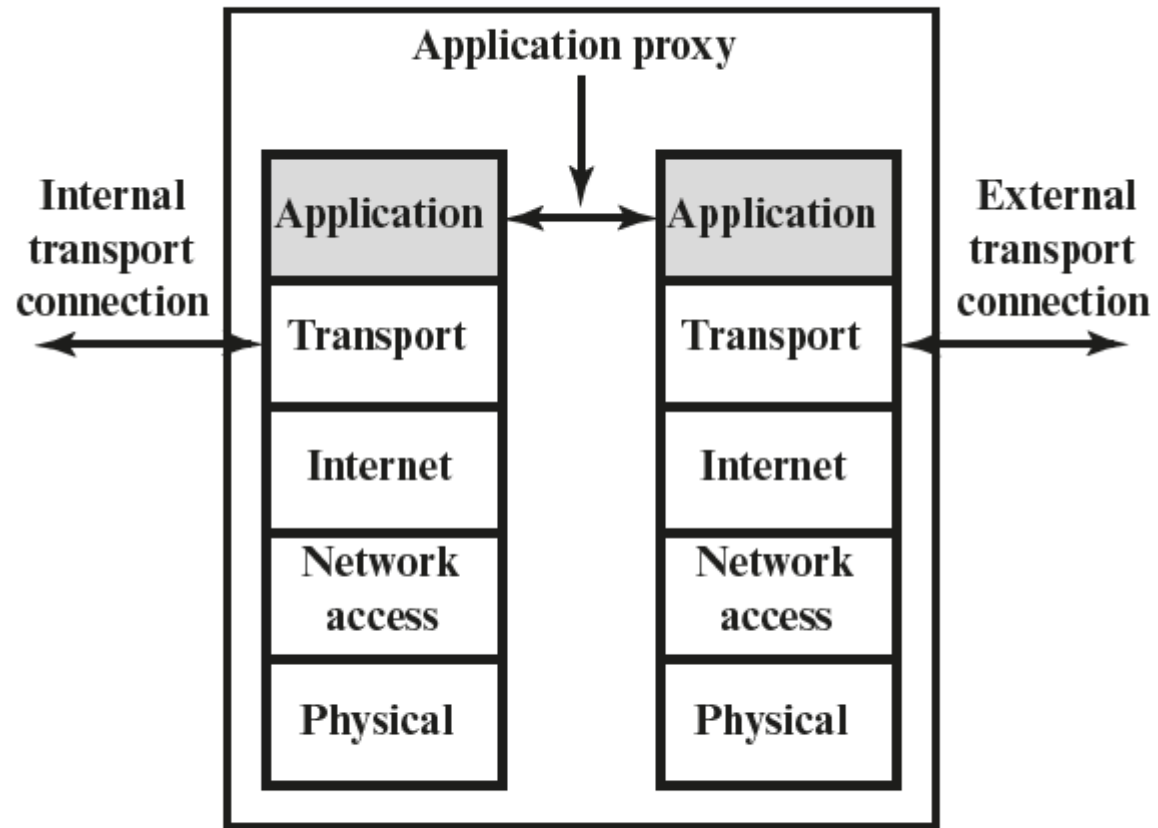 Application proxy
Internal
transport
connection
Application
Transport
Internet
Network
access
Physical
Application
Transport
Internet
Network
access
Physical
External
transport
connection